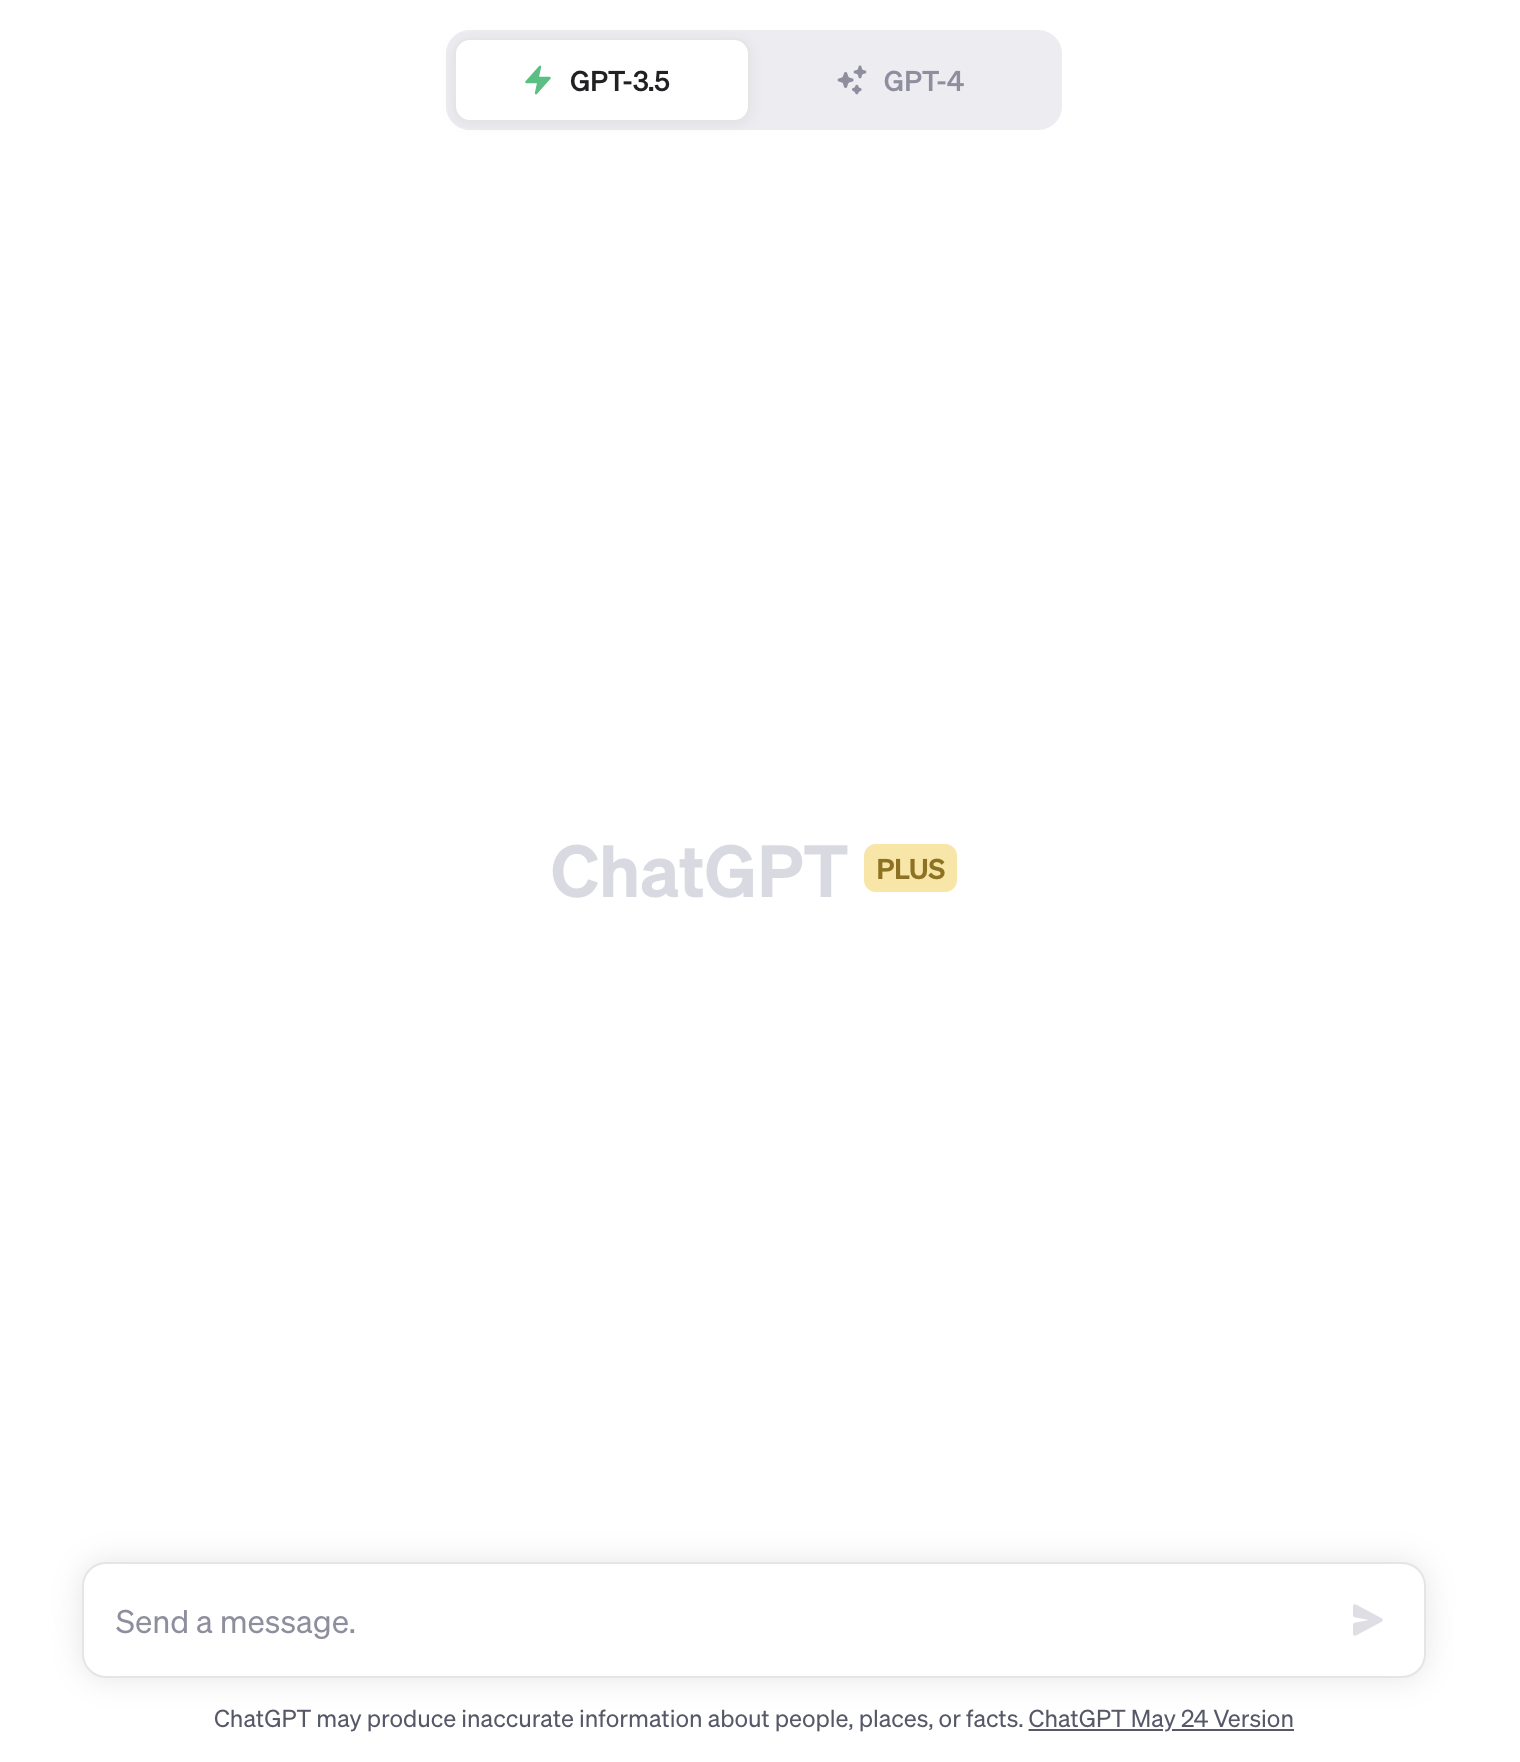 GPT-3.5 GPT-4
ChatGPT PLUS
Send a message.
ChatGPT may produce inaccurate information about people, places, or facts. ChatGPT May 24 Version